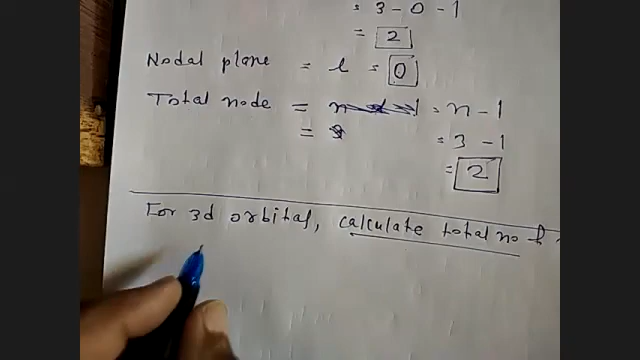 = 3 - 0 - 1
= 2
Nodal plane = l = 0
Total node = = n - 1
= = 3 - 1
= 2
For 3d orbital, calculate total no